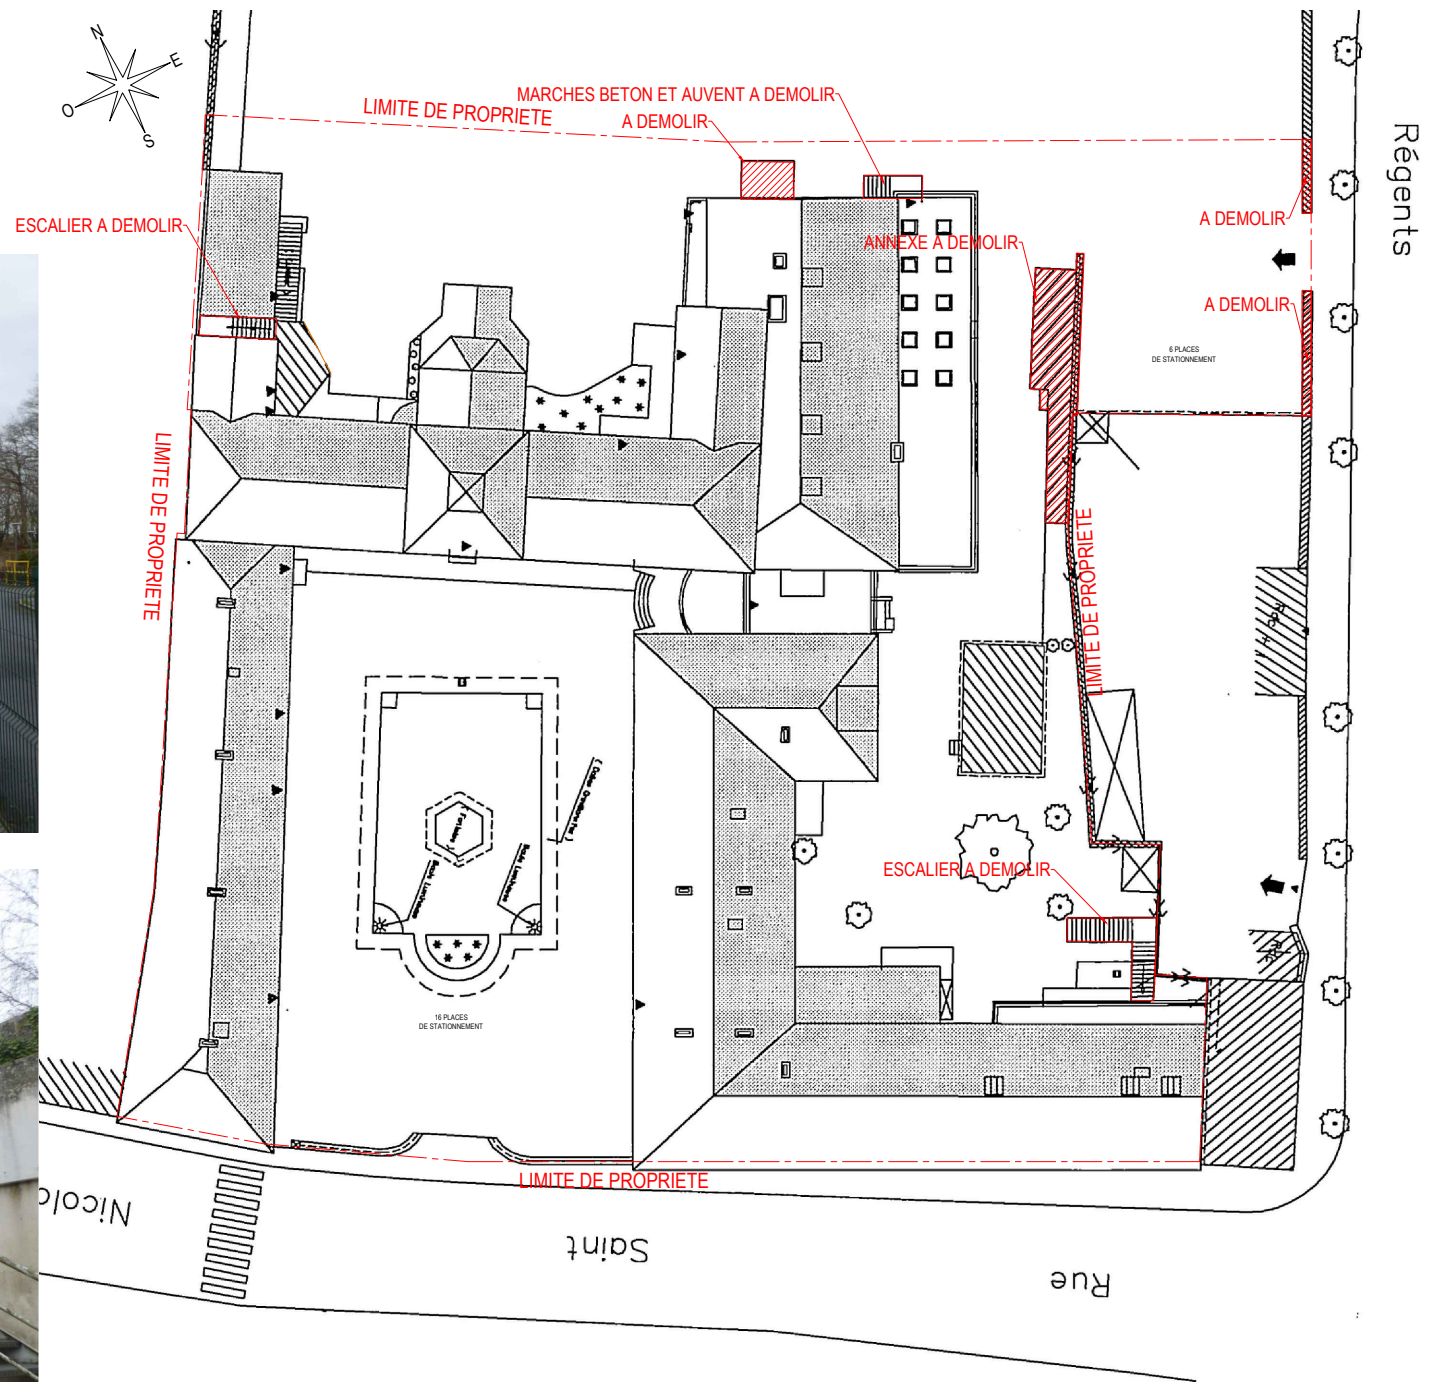 N
E
O
S
MARCHES BETON ET AUVENT A DEMOLIR
LIMITE DE PROPRIETE
A DEMOLIR
Régents
ESCALIER A DEMOLIR
A DEMOLIR
ANNEXE A DEMOLIR
A DEMOLIR
6 PLACES
DE STATIONNEMENT
LIMITE DE PROPRIETE
LIMITE DE PROPRIETE
ESCALIER A DEMOLIR
16 PLACES
DE STATIONNEMENT
LIMITE DE PROPRIETE
Rue
Saint
Nicola